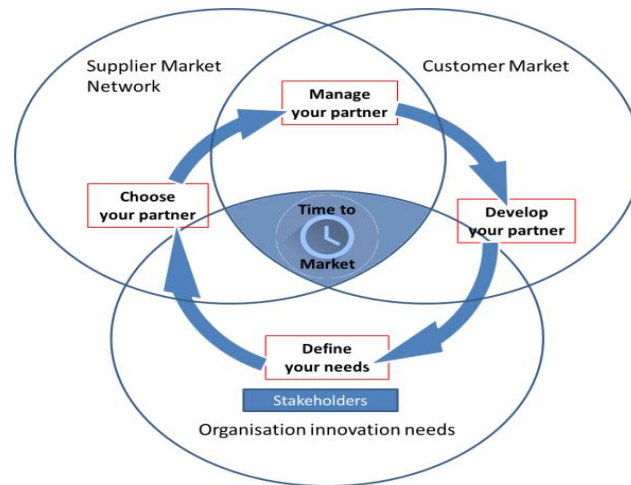 Supplier Market
Network
Customer Market
Manage
your partner
Choose
your partner
Time to
Market
Develop
your partner
Define
your needs
Stakeholders
Organisation innovation needs